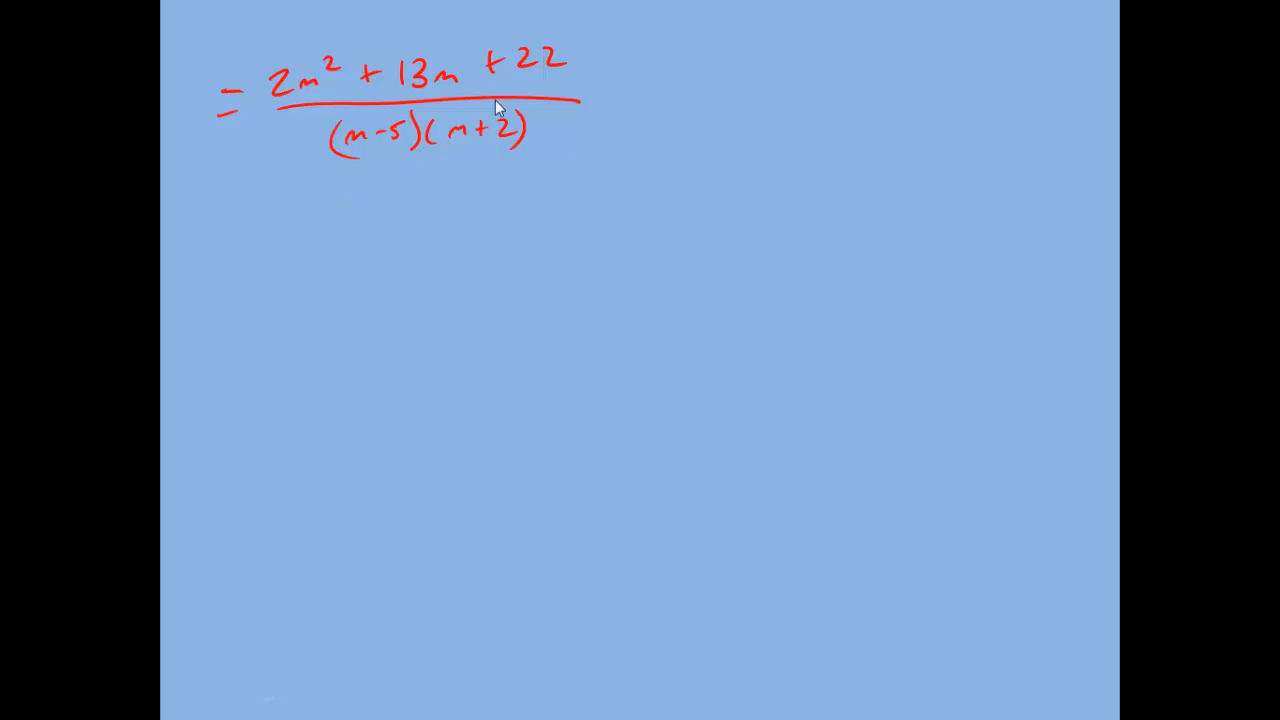 = 2m² + 13m + 22
(m-5)(m+2)